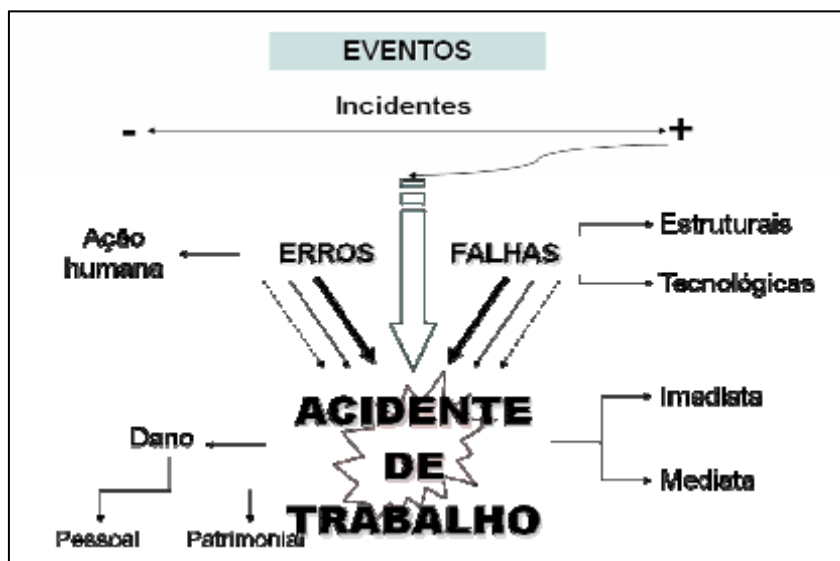 EVENTOS
Incidentes
- +
Ação
humana
ERROS
FALHAS
Estruturais
Tecnológicas
ACIDENTE
DE
TRABALHO
Dano
Pessoal
Patrimonial
Imediata
Mediata